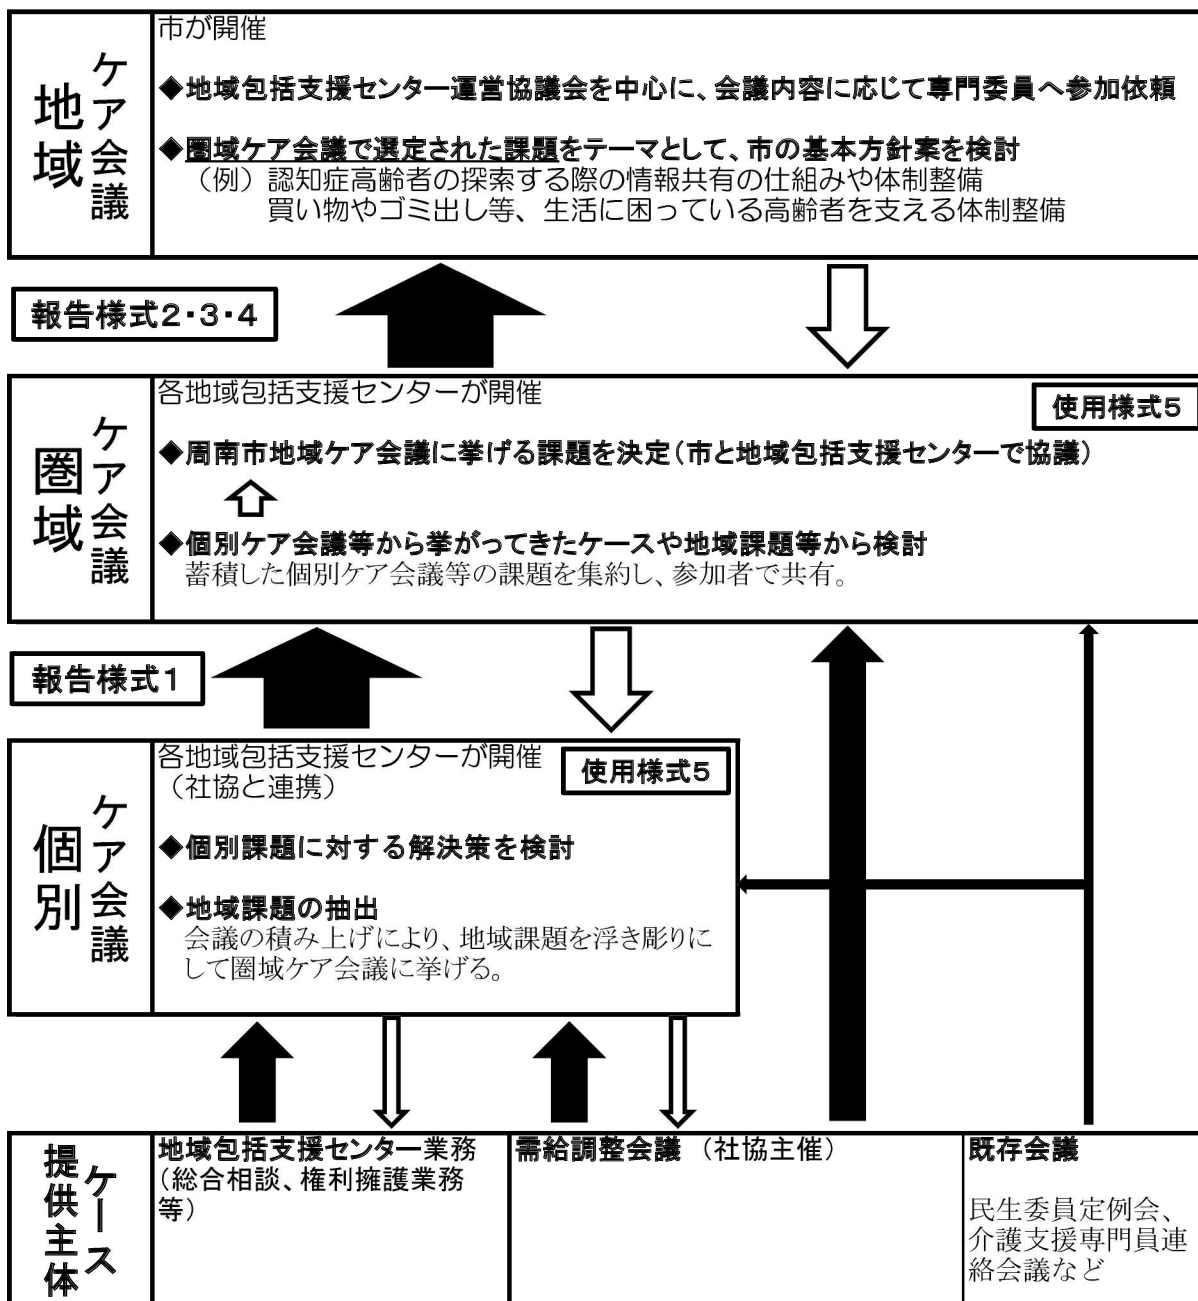 地域
ケア会議
市が開催
◆地域包括支援センター運営協議会を中心に、会議内容に応じて専門委員へ参加依頼
◆圏域ケア会議で選定された課題をテーマとして、市の基本方針案を検討
（例）認知症高齢者の探索する際の情報共有の仕組みや体制整備
買い物やゴミ出し等、生活に困っている高齢者を支える体制整備
報告様式2・3・4
圏域
ケア会議
各地域包括支援センターが開催
使用様式5
◆周南市地域ケア会議に挙げる課題を決定（市と地域包括支援センターで協議）
◆個別ケア会議等から挙がってきたケースや地域課題等から検討
蓄積した個別ケア会議等の課題を集約し、参加者で共有。
報告様式1
個別
ケア会議
各地域包括支援センターが開催
（社協と連携）
使用様式5
◆個別課題に対する解決策を検討
◆地域課題の抽出
会議の積み上げにより、地域課題を浮き彫りに
して圏域ケア会議に挙げる。
ケース
提供主体
地域包括支援センター業務
（総合相談、権利擁護業務
等）
需給調整会議（社協主催）
既存会議
民生委員定例会、
介護支援専門員連
絡会議など